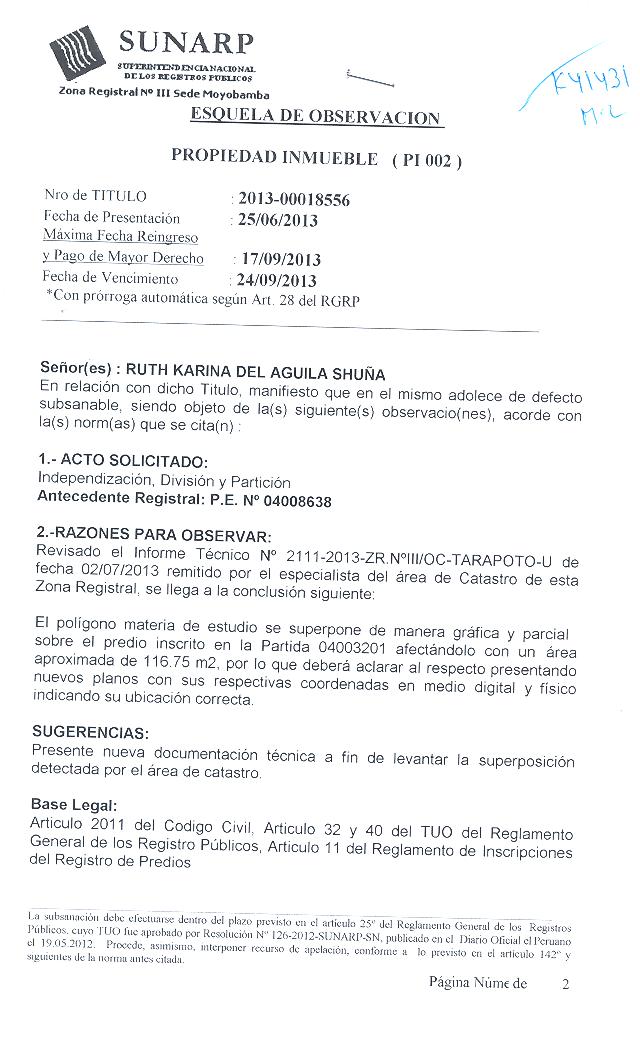 SUNARP
SUPERINTENDENCIA NACIONAL
DE LOS REGISTROS PUBLICOS
Zona Registral Nº III Sede Moyobamba
K41431
M.L
ESQUELA DE OBSERVACION
PROPIEDAD INMUEBLE ( PI 002 )
Nro de TITULO : 2013-00018556
Fecha de Presentación : 25/06/2013
Máxima Fecha Reingreso
y Pago de Mayor Derecho : 17/09/2013
Fecha de Vencimiento : 24/09/2013
*Con prórroga automática según Art. 28 del RGRP
Señor(es) : RUTH KARINA DEL AGUILA SHUÑA
En relación con dicho Titulo, manifiesto que en el mismo adolece de defecto
subsanable, siendo objeto de la(s) siguiente(s) observacio(nes), acorde con
la(s) norm(as) que se cita(n) :
1.- ACTO SOLICITADO:
Independización, División y Partición
Antecedente Registral: P.E. Nº 04008638
2.-RAZONES PARA OBSERVAR:
Revisado el Informe Técnico Nº 2111-2013-ZR.NºIII/OC-TARAPOTO-U de
fecha 02/07/2013 remitido por el especialista del área de Catastro de esta
Zona Registral, se llega a la conclusión siguiente:
El polígono materia de estudio se superpone de manera gráfica y parcial
sobre el predio inscrito en la Partida 04003201 afectándolo con un área
aproximada de 116.75 m2, por lo que deberá aclarar al respecto presentando
nuevos planos con sus respectivas coordenadas en medio digital y físico
indicando su ubicación correcta.
SUGERENCIAS:
Presente nueva documentación técnica a fin de levantar la superposición
detectada por el área de catastro.
Base Legal:
Articulo 2011 del Codigo Civil, Articulo 32 y 40 del TUO del Reglamento
General de los Registro Públicos, Articulo 11 del Reglamento de Inscripciones
del Registro de Predios
La subsanación debe efectuarse dentro del plazo previsto en el artículo 25º del Reglamento General de los Registros
Públicos, cuyo TUO fue aprobado por Resolución Nº 126-2012-SUNARP-SN, publicado en el Diario Oficial el Peruano
el 19.05.2012. Procede, asimismo, interponer recurso de apelación, conforme a lo previsto en el artículo 142º y
siguientes de la norma antes citada.
Página Núme de 2